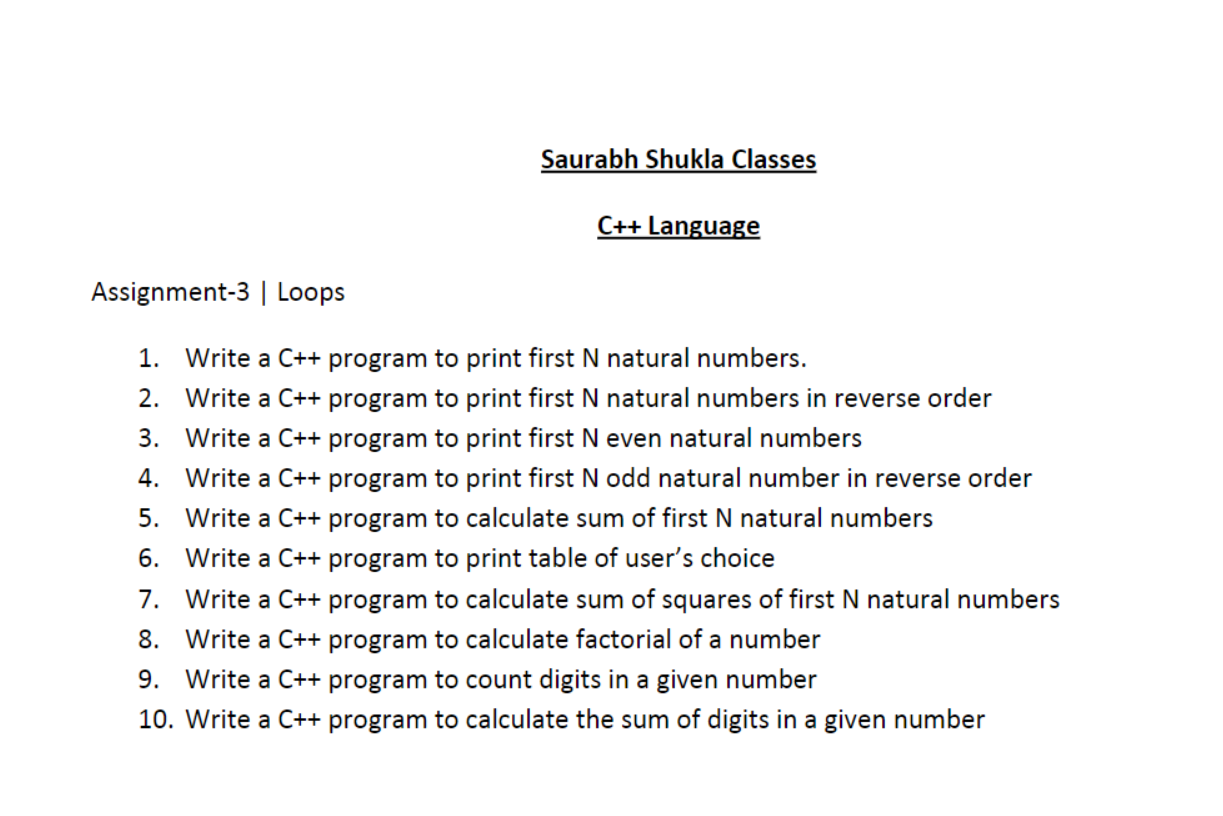 Saurabh Shukla Classes
C++ Language
Assignment-3 | Loops
1. Write a C++ program to print first N natural numbers.
2. Write a C++ program to print first N natural numbers in reverse order
3. Write a C++ program to print first N even natural numbers
4. Write a C++ program to print first N odd natural number in reverse order
5. Write a C++ program to calculate sum of first N natural numbers
6. Write a C++ program to print table of user’s choice
7. Write a C++ program to calculate sum of squares of first N natural numbers
8. Write a C++ program to calculate factorial of a number
9. Write a C++ program to count digits in a given number
10. Write a C++ program to calculate the sum of digits in a given number